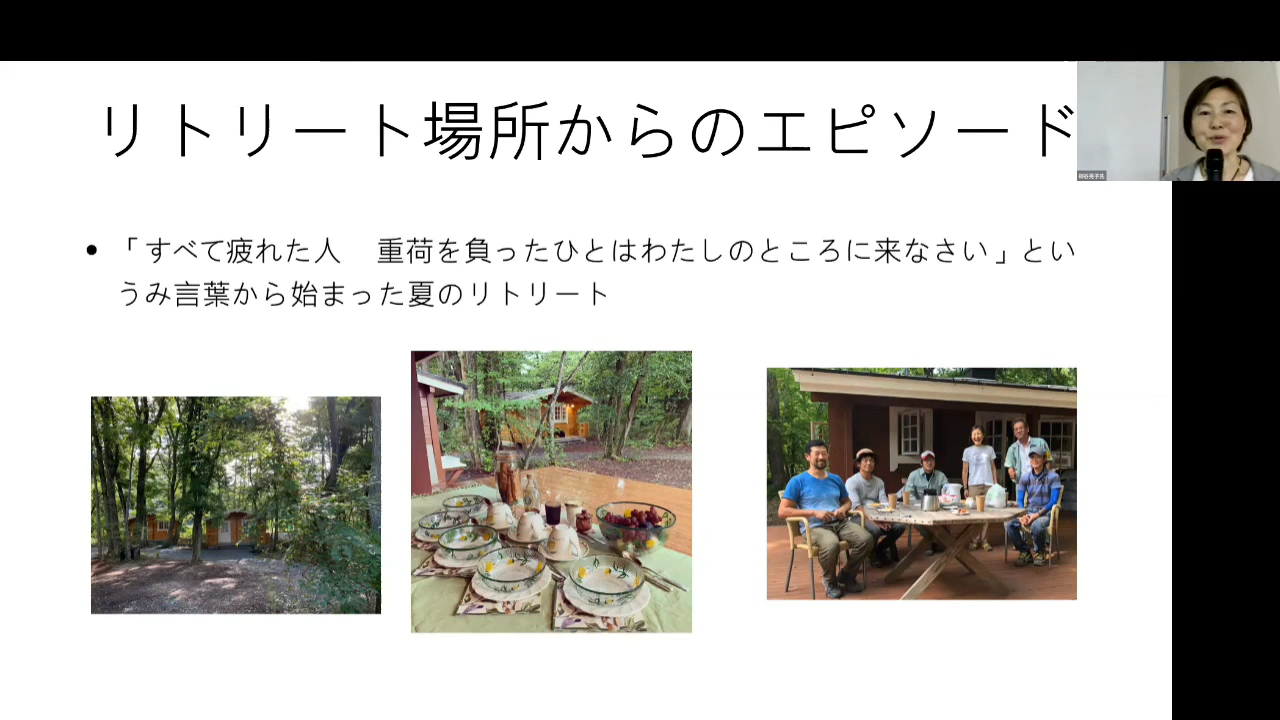 リトリート場所からのエピソード
• 「すべて疲れた人　重荷を負ったひとはわたしのところに来なさい」とい
うみ言葉から始まった夏のリトリート